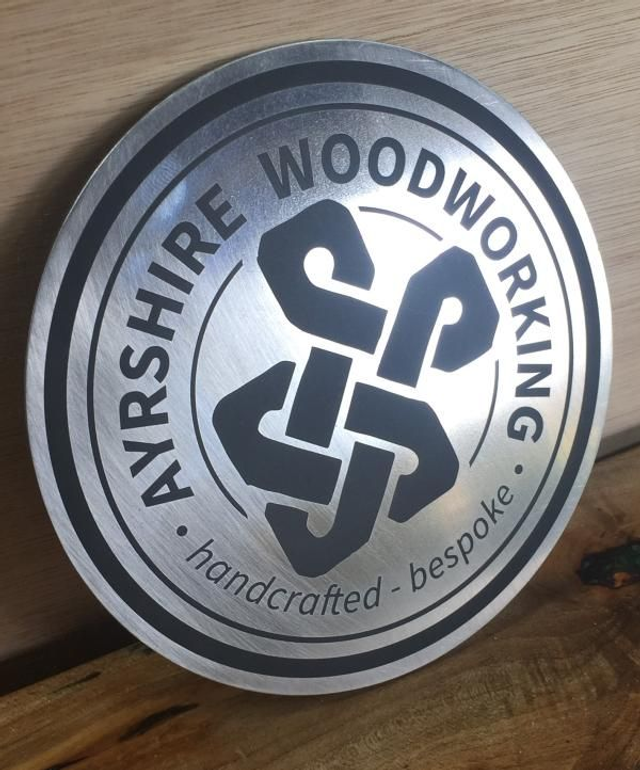 AYRSHIRE WOODWORKING
• handcrafted - bespoke •